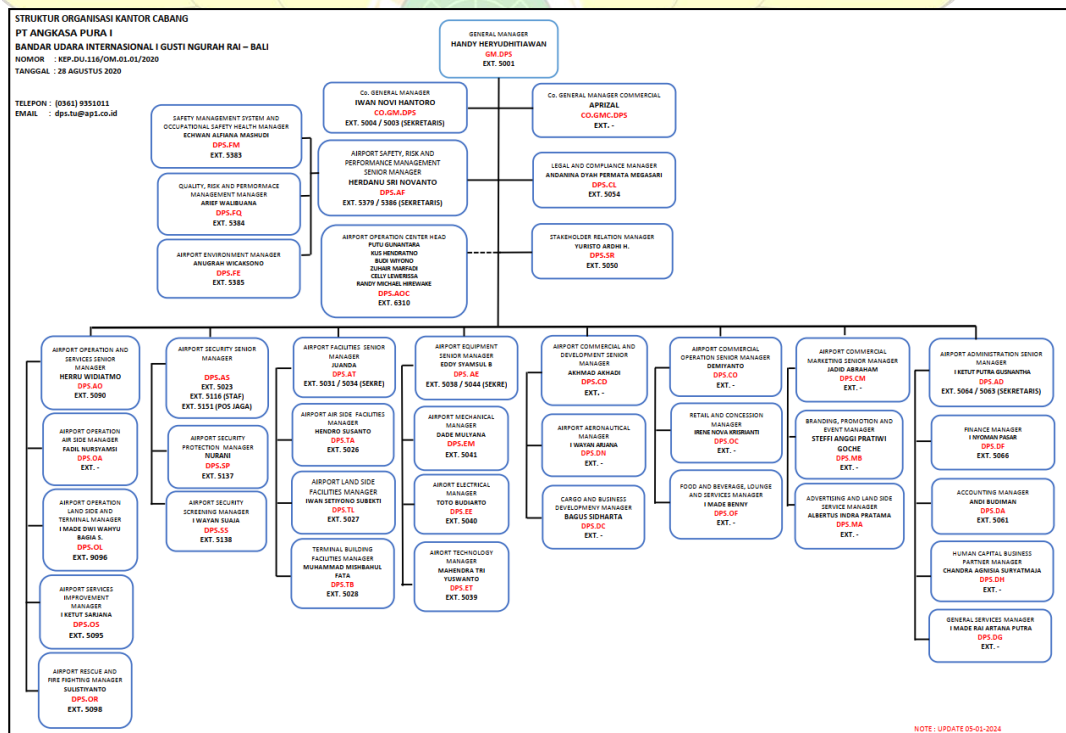 STRUKTUR ORGANISASI KANTOR CABANG
PT ANGKASA PURA I
BANDAR UDARA INTERNASIONAL I GUSTI NGURAH RAI – BALI
NOMOR : KEP.DU.116/OM.01.01/2020
TANGGAL : 28 AGUSTUS 2020
TELEPON : (0361) 9351011
EMAIL : dps.tu@ap1.co.id
GENERAL MANAGER
HANDY HERYUDHITIAWAN
GM.DPS
EXT. 5001
Co. GENERAL MANAGER
IWAN NOVI HANTORO
CO.GM.DPS
EXT. 5004 / 5003 (SEKRETARIS)
Co. GENERAL MANAGER COMMERCIAL
APRIZAL
CO.GMC.DPS
EXT. -
SAFETY MANAGEMENT SYSTEM AND
OCCUPATIONAL SAFETY HEALTH MANAGER
ECHWAN ALFIANA MASHUDI
DPS.FM
EXT. 5383
QUALITY, RISK AND PERMORMACE
MANAGEMENT MANAGER
ARIEF WALIBUANA
DPS.FQ
EXT. 5384
AIRPORT ENVIRONMENT MANAGER
ANUGRAH WICAKSONO
DPS.FE
EXT. 5385
AIRPORT SAFETY, RISK AND
PERFORMANCE MANAGEMENT
SENIOR MANAGER
HERDANU SRI NOVANTO
DPS.AF
EXT. 5379 / 5386 (SEKRETARIS)
LEGAL AND COMPLIANCE MANAGER
ANDANINA DYAH PERMATA MEGASARI
DPS.CL
EXT. 5054
AIRPORT OPERATION CENTER HEAD
PUTU GUNANTARA
KUS HENDRATNO
BUDI WIYONO
ZUHAIR MARFADI
CELLY LEWERISSA
RANDY MICHAEL HIREWAKE
DPS.AOC
EXT. 6310
STAKEHOLDER RELATION MANAGER
YURISTO ARDHI H.
DPS.SR
EXT. 5050
AIRPORT OPERATION AND
SERVICES SENIOR
MANAGER
HERRU WIDIATMO
DPS.AO
EXT. 5090
AIRPORT OPERATION
AIR SIDE MANAGER
FADIL NURSYAMSI
DPS.OA
EXT. -
AIRPORT OPERATION
LAND SIDE AND
TERMINAL MANAGER
I MADE DWI WAHYU
BAGIA S.
DPS.OL
EXT. 9096
AIRPORT SERVICES
IMPROVEMENT
MANAGER
I KETUT SARJANA
DPS.OS
EXT. 5095
AIRPORT RESCUE AND
FIRE FIGHTING MANAGER
SULISTIYANTO
DPS.OR
EXT. 5098
AIRPORT SECURITY SENIOR
MANAGER
DPS.AS
EXT. 5023
EXT. 5116 (STAF)
EXT. 5151 (POS JAGA)
AIRPORT SECURITY
PROTECTION MANAGER
NURANI
DPS.SP
EXT. 5137
AIRPORT SECURITY
SCREENING MANAGER
I WAYAN SUAJA
DPS.SS
EXT. 5138
AIRPORT FACILITIES SENIOR
MANAGER
JUANDA
DPS.AT
EXT. 5031 / 5034 (SEKRE)
AIRPORT AIR SIDE FACILITIES
MANAGER
HENDRO SUSANTO
DPS.TA
EXT. 5026
AIRPORT LAND SIDE
FACILITIES MANAGER
IWAN SETIYONO SUBEKTI
DPS.TL
EXT. 5027
TERMINAL BUILDING
FACILITIES MANAGER
MUHAMMAD MISHBAHUL
FATA
DPS.TB
EXT. 5028
AIRPORT EQUIPMENT
SENIOR MANAGER
EDDY SYAMSUL B
DPS. AE
EXT. 5038 / 5044 (SEKRE)
AIRPORT MECHANICAL
MANAGER
DADE MULYANA
DPS.EM
EXT. 5041
AIRORT ELECTRICAL
MANAGER
TOTO BUDIARTO
DPS.EE
EXT. 5040
AIRORT TECHNOLOGY
MANAGER
MAHENDRA TRI
YUSWANTO
DPS.ET
EXT. 5039
AIRPORT COMMERCIAL AND
DEVELOPMENT SENIOR
MANAGER
AKHMAD AKHADI
DPS.CD
EXT. -
AIRPORT AERONAUTICAL
MANAGER
I WAYAN ARJANA
DPS.DN
EXT. -
CARGO AND BUSINESS
DEVELOPMENY MANAGER
BAGUS SIDHARTA
DPS.DC
EXT. -
AIRPORT COMMERCIAL
OPERATION SENIOR MANAGER
DEMIYANTO
DPS.CO
EXT. -
RETAIL AND CONCESSION
MANAGER
IRENE NOVA KRISRIANTI
DPS.OC
EXT. -
FOOD AND BEVERAGE, LOUNGE
AND SERVICES MANAGER
I MADE BENNY
DPS.OF
EXT. -
AIRPORT COMMERCIAL
MARKETING SENIOR MANAGER
JADID ABRAHAM
DPS.CM
EXT. -
BRANDING, PROMOTION AND
EVENT MANAGER
STEFFI ANGGI PRATIWI
GOCHE
DPS.MB
EXT. -
ADVERTISING AND LAND SIDE
SERVICE MANAGER
ALBERTUS INDRA PRATAMA
DPS.MA
EXT. -
AIRPORT ADMINISTRATION SENIOR
MANAGER
I KETUT PUTRA GUSNANTHA
DPS.AD
EXT. 5064 / 5063 (SEKRETARIS)
FINANCE MANAGER
I NYOMAN PASAR
DPS.DF
EXT. 5066
ACCOUNTING MANAGER
ANDI BUDIMAN
DPS.DA
EXT. 5061
HUMAN CAPITAL BUSINESS
PARTNER MANAGER
CHANDRA AGNISIA SURYATMAJA
DPS.DH
EXT. -
GENERAL SERVICES MANAGER
I MADE RAI ARTANA PUTRA
DPS.DG
EXT. -
NOTE : UPDATE 05-01-2024